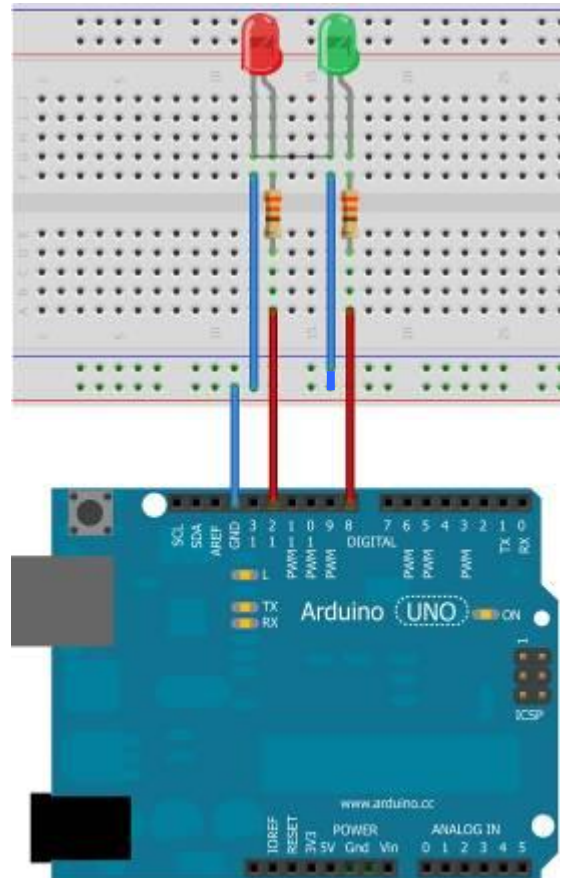 SCL
SDA
AREF
GND
13
12
PWM 11
PWM 10
PWM 9
8
DIGITAL
7
PWM 6
PWM 5
4
PWM 3
2
TX 1
RX 0
L
TX
RX
Arduino UNO
ON
1
ICSP
www.arduino.cc
POWER
ANALOG IN
IOREF
RESET
3V3
5V Gnd Vin
0 1 2 3 4 5